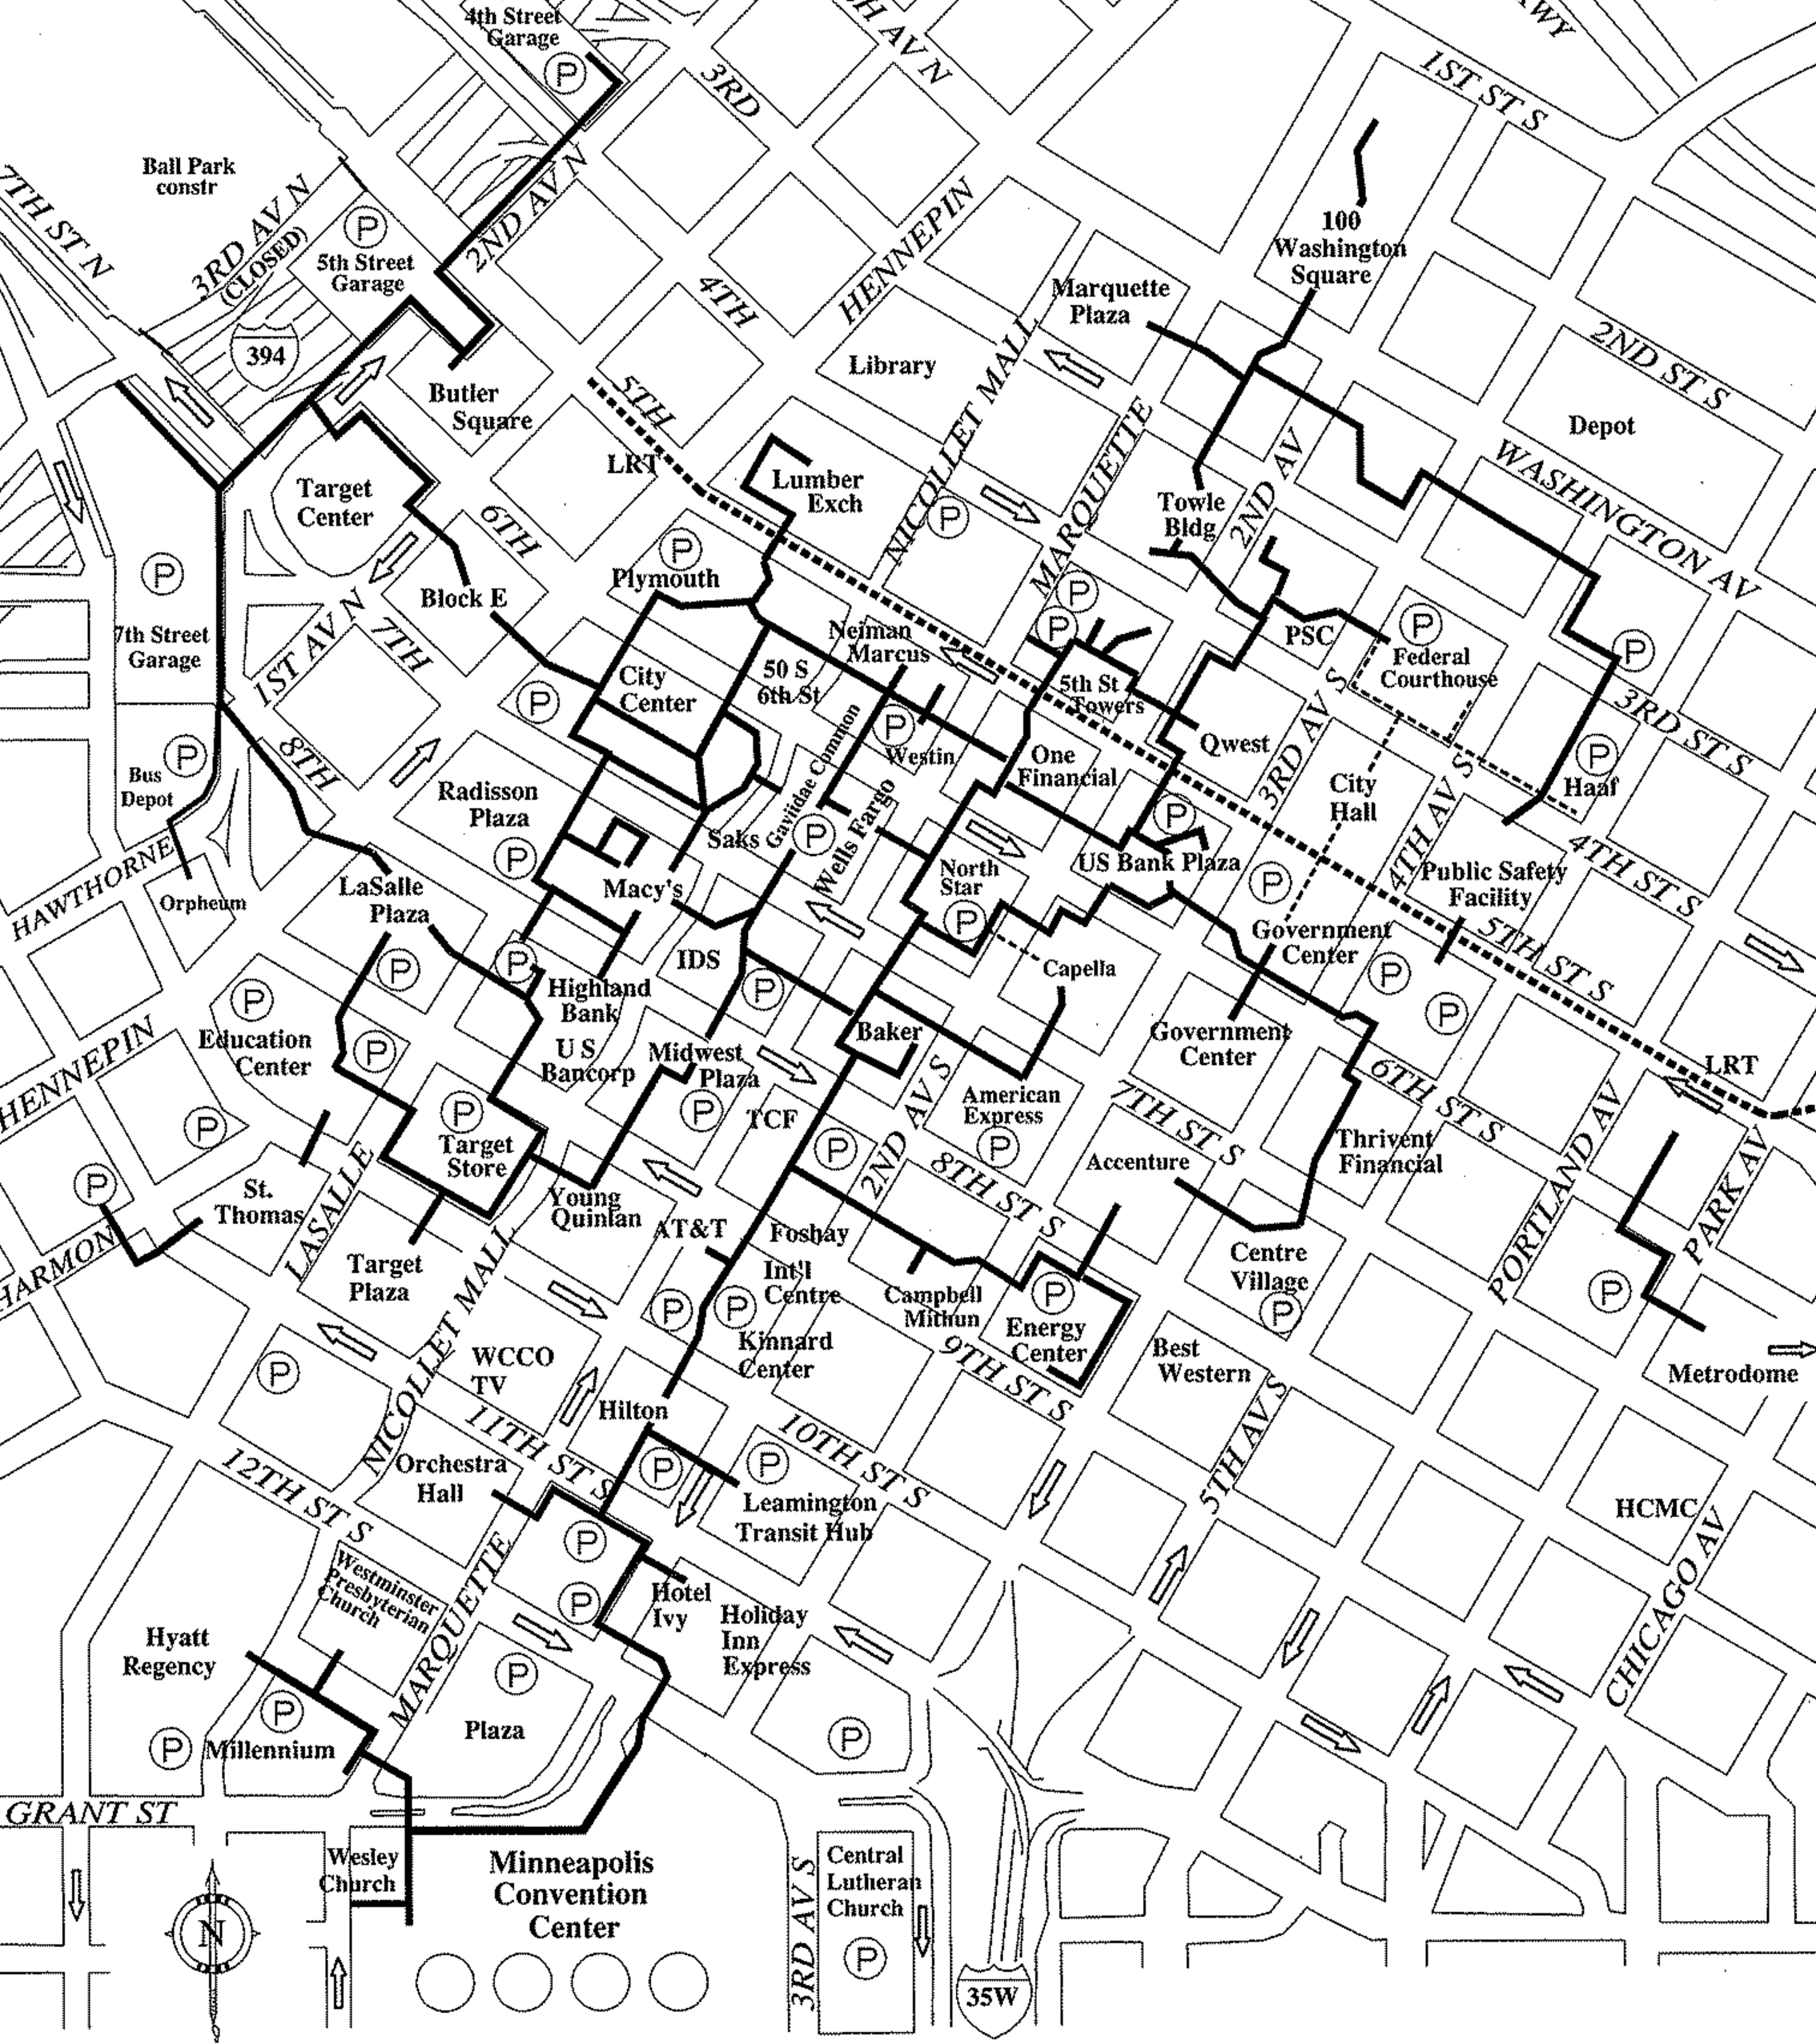 4th Street
Garage
P
3RD
H AV N
WY
1ST ST S
Ball Park
constr
7TH ST N
3RD AV N
(CLOSED)
P
5th Street
Garage
2ND AV N
394
4TH
HENNEPIN
100
Washington
Square
Marquette
Plaza
Library
NICOLLET MALL
MARQUETTE
2ND ST S
Depot
WASHINGTON AV
Butler
Square
5TH
LRT
Lumber
Exch
P
Towle
Bldg
2ND AV
Target
Center
6TH
P
Plymouth
Block E
P
7th Street
Garage
1ST AV N
7TH
Neiman
Marcus
P
P
PSC
P
Federal
Courthouse
P
3RD ST S
City
Center
50 S
6th St
P
5th St
Towers
P
Westin
One
Financial
Qwest
3RD AV S
City
Hall
4TH AV S
P
Haaf
8TH
P
Bus
Depot
Radisson
Plaza
P
Saks
Gaviidae Common
P
Wells Fargo
P
US Bank Plaza
North
Star
P
P
Public Safety
Facility
4TH ST S
HAWTHORNE
Orpheum
LaSalle
Plaza
Macy's
Government
Center
5TH ST S
P
P
IDS
P
Capella
P
P
Highland
Bank
P
Education
Center
P
U S
Bancorp
Midwest
Plaza
Baker
Government
Center
LRT
HENNEPIN
P
P
Target
Store
P
TCF
P
2ND AV S
American
Express
P
7TH ST S
6TH ST S
Accenture
Thrivent
Financial
PORTLAND AV
PARK AV
P
St.
Thomas
LASALLE
Young
Quinlan
AT&T
Foshay
8TH ST S
HARMON
Target
Plaza
NICOLLET MALL
P
P
Int'l
Centre
Campbell
Mithun
P
Energy
Center
Centre
Village
P
P
Kinnard
Center
9TH ST S
Best
Western
Metrodome
P
WCCO
TV
Hilton
5TH AV S
12TH ST S
11TH ST S
Orchestra
Hall
P
P
10TH ST S
Leamington
Transit Hub
HCMC
CHICAGO AV
P
Westminster
Presbyterian
Church
MARQUETTE
P
Hotel
Ivy
Holiday
Inn
Express
Hyatt
Regency
P
P
Plaza
P
Millennium
P
GRANT ST
Wesley
Church
Minneapolis
Convention
Center
3RD AV S
Central
Lutheran
Church
P
N
35W